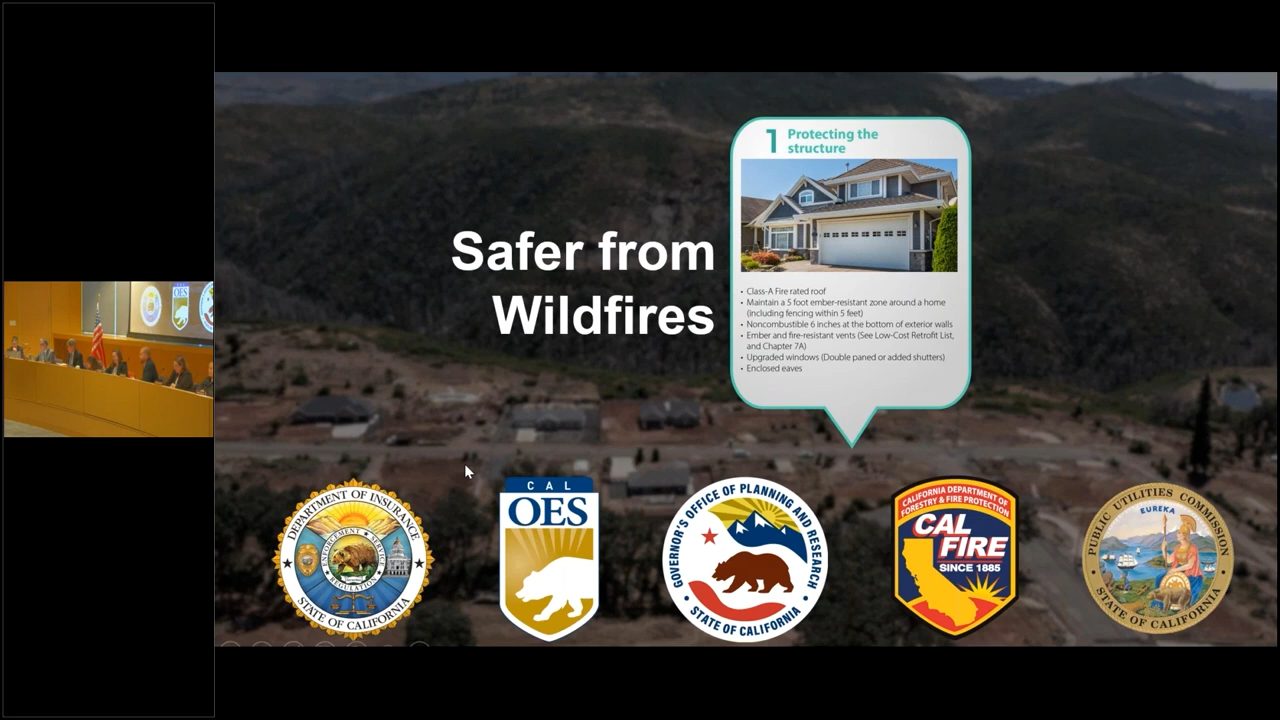 1 Protecting the
structure
Safer from
Wildfires
• Class-A Fire rated roof
• Maintain a 5 foot ember-resistant zone around a home
(including fencing within 5 feet)
• Noncombustible 6 inches at the bottom of exterior walls
• Ember and fire-resistant vents (See Low-Cost Retrofit List,
and Chapter 7A)
• Upgraded windows (Double paned or added shutters)
• Enclosed eaves
DEPARTMENT OF INSURANCE
ENFORCEMENT SERVICE
REGULATION
STATE OF CALIFORNIA
CAL
OES
GOVERNOR'S OFFICE OF PLANNING AND RESEARCH
STATE OF CALIFORNIA
CALIFORNIA DEPARTMENT OF
FORESTRY & FIRE PROTECTION
CAL
FIRE
SINCE 1885
PUBLIC UTILITIES COMMISSION
EUREKA
STATE OF CALIFORNIA
OES